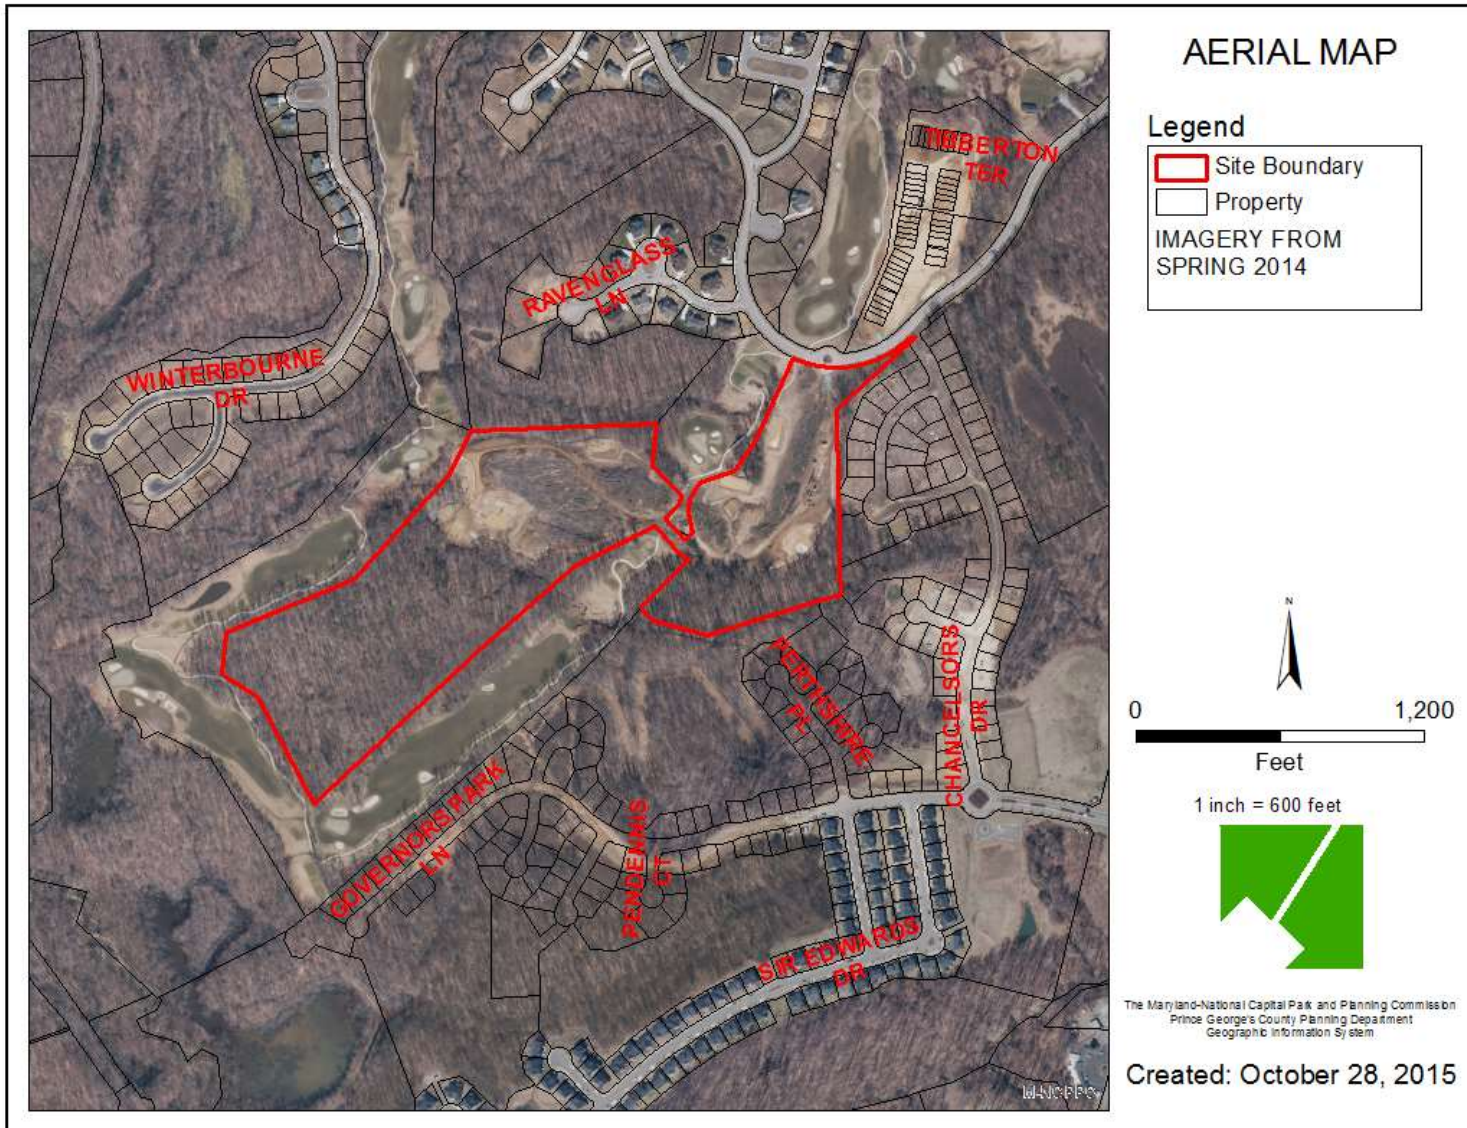 AERIAL MAP
Legend
Site Boundary
Property
IMAGERY FROM
SPRING 2014
TIMBERTON
TER
RAVENGLASS
LN
WINTERBOURNE
DR
PERTHSHIRE
PL
CHANCELSORS
DR
GOVERNORS PARK
LN
PENDENNIS
CT
SIR EDWARDS
DR
N
0 1,200
Feet
1 inch = 600 feet
The Maryland-National Capital Park and Planning Commission
Prince George's County Planning Department
Geographic Information System
Created: October 28, 2015
M-NCPPC